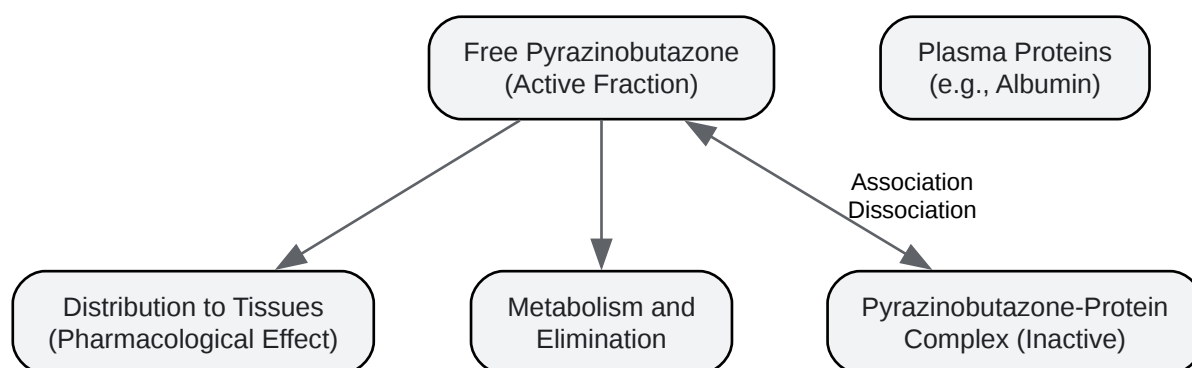 Free Pyrazinobutazone
(Active Fraction)
Plasma Proteins
(e.g., Albumin)
Association
Dissociation
Distribution to Tissues
(Pharmacological Effect)
Metabolism and
Elimination
Pyrazinobutazone-Protein
Complex (Inactive)